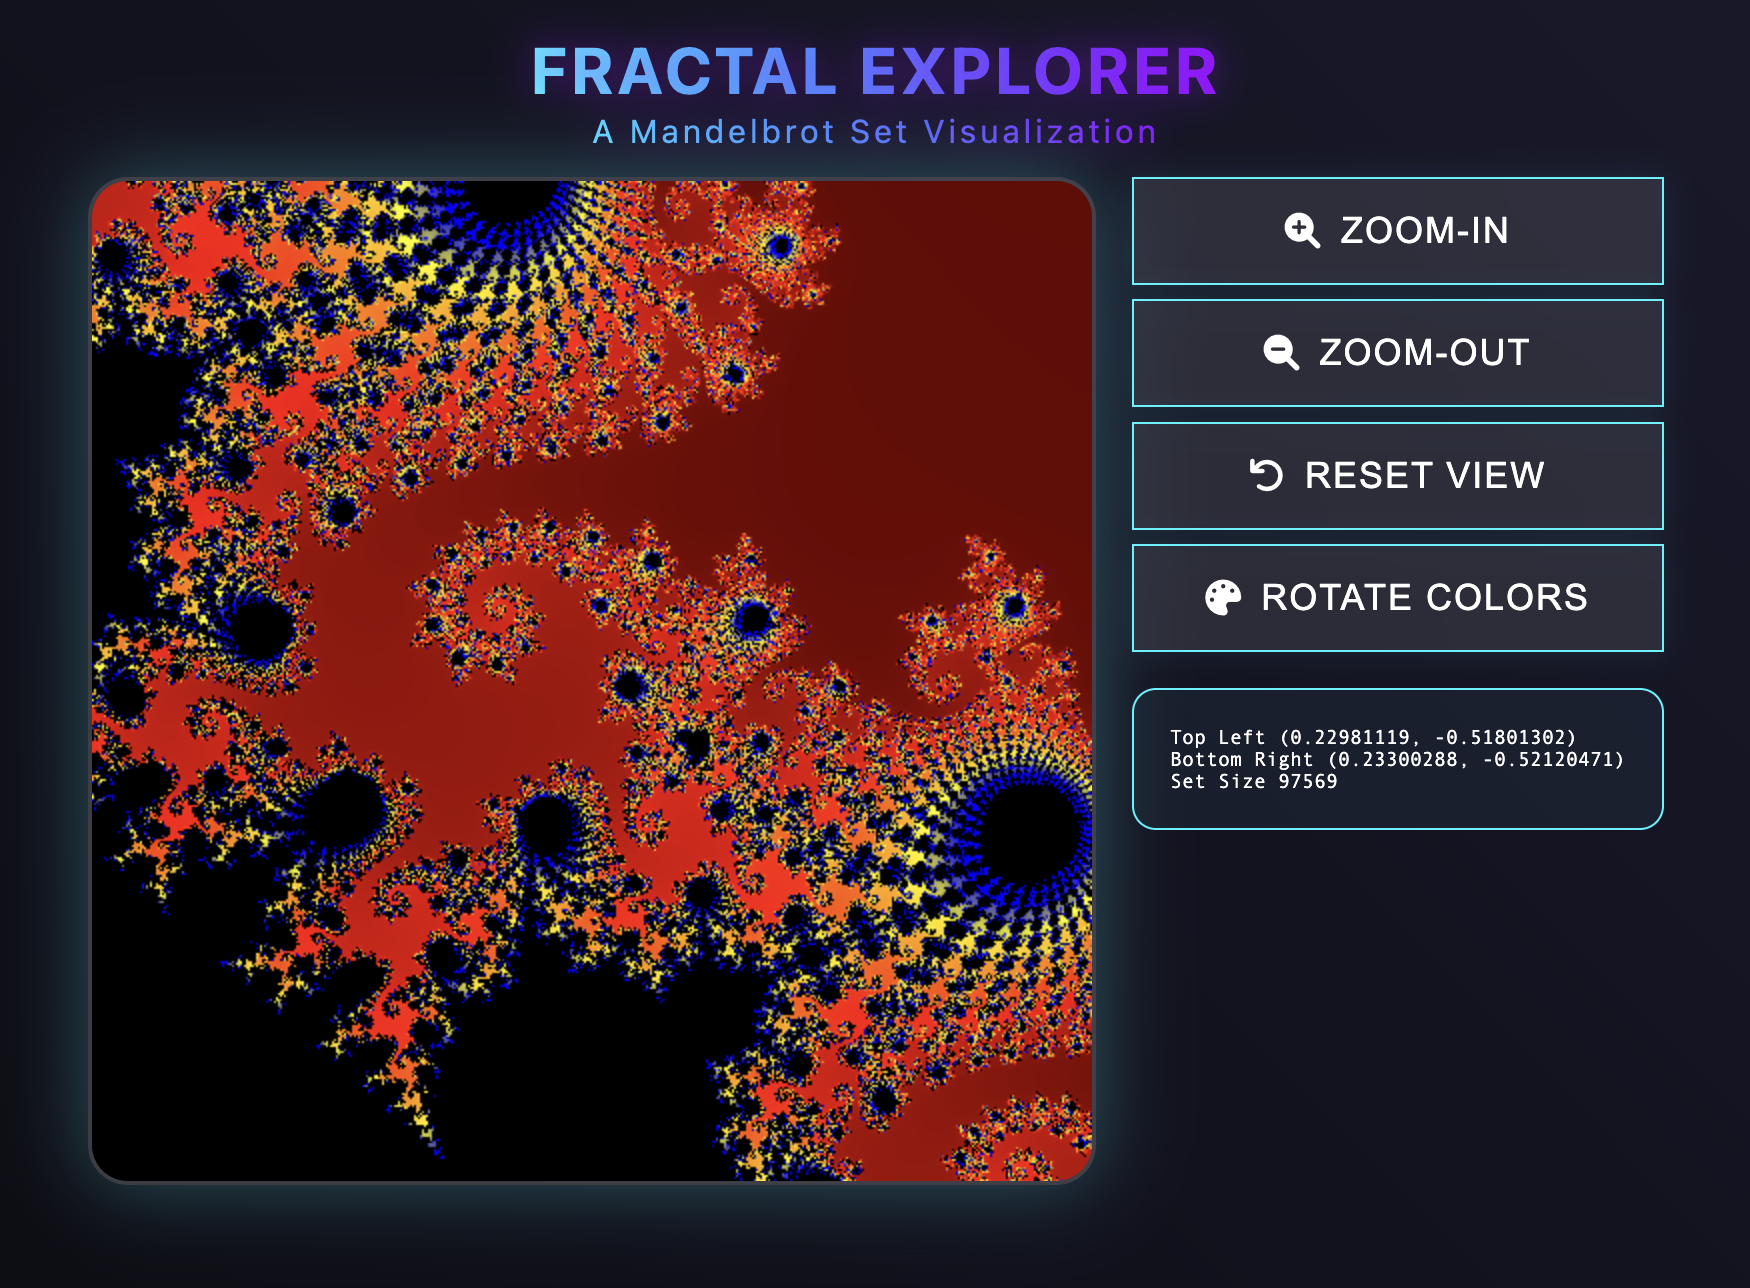 FRACTAL EXPLORER
A Mandelbrot Set Visualization
ZOOM-IN
ZOOM-OUT
RESET VIEW
ROTATE COLORS
Top Left (0.22981119, -0.51801302)
Bottom Right (0.23300288, -0.52120471)
Set Size 97569